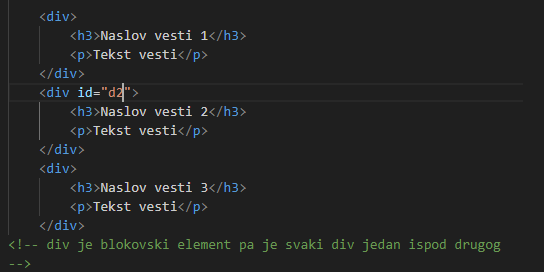 <div>
<h3>Naslov vesti 1</h3>
<p>Tekst vesti</p>
</div>
<div id="d2">
<h3>Naslov vesti 2</h3>
<p>Tekst vesti</p>
</div>
<div>
<h3>Naslov vesti 3</h3>
<p>Tekst vesti</p>
</div>
<!-- div je blokovski element pa je svaki div jedan ispod drugog
-->